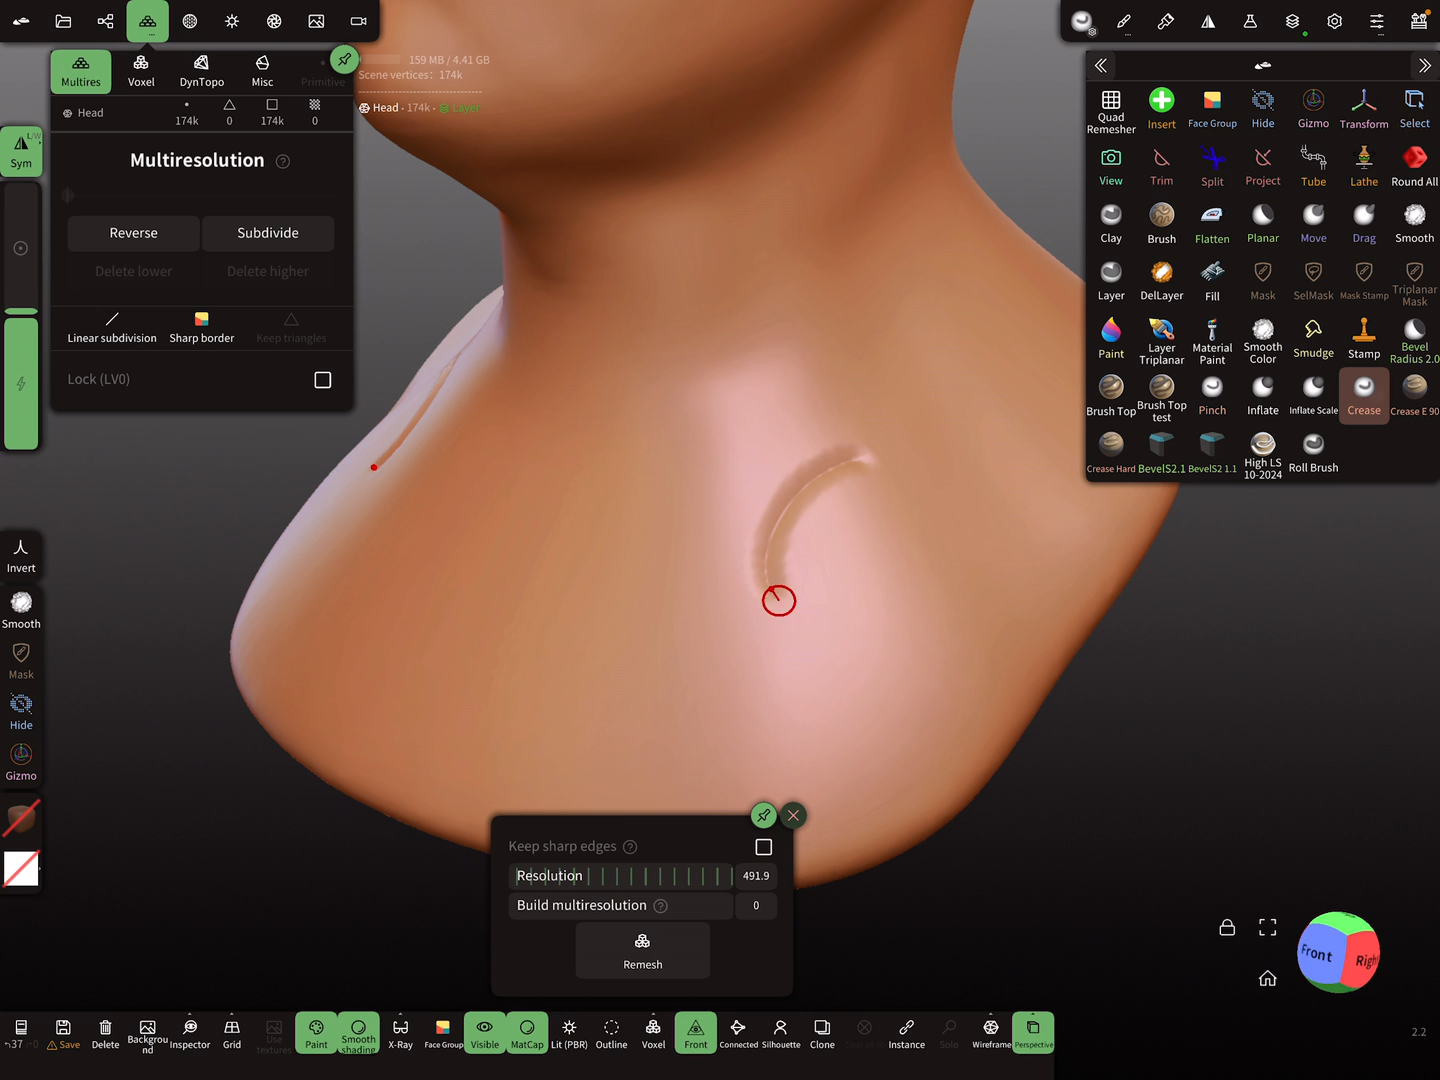 Multires
Voxel
DynTopo
Misc
Primitive
Head
174k
0
174k
0
Multiresolution ?
Reverse
Subdivide
Delete lower
Delete higher
Linear subdivision
Sharp border
Keep triangles
Lock (LV0)
159 MB / 4.41 GB
Scene vertices: 174k
Head - 174k - Layer
L/W
Sym
Invert
Smooth
Mask
Hide
Gizmo
Quad Remesher
Insert
Face Group
Hide
Gizmo
Transform
Select
View
Trim
Split
Project
Tube
Lathe
Round All
Clay
Brush
Flatten
Planar
Move
Drag
Smooth
Layer
DelLayer
Fill
Mask
SelMask
Mask Stamp
Triplanar Mask
Paint
Layer Triplanar
Material Paint
Smooth Color
Smudge
Stamp
Bevel Radius 2.0
Brush Top
Brush Top test
Pinch
Inflate
Inflate Scale
Crease
Crease E 90
Crease Hard
BevelS2.1
BevelS2 1.1
High LS 10-2024
Roll Brush
Keep sharp edges ?
Resolution 491.9
Build multiresolution ? 0
Remesh
Front
Right
2.2
37
0
Save
Delete
Background
Inspector
Grid
Use textures
Paint
Smooth shading
X-Ray
Face Group
Visible
MatCap
Lit (PBR)
Outline
Voxel
Front
Connected
Silhouette
Clone
Instance
Solo
Wireframe
Perspective